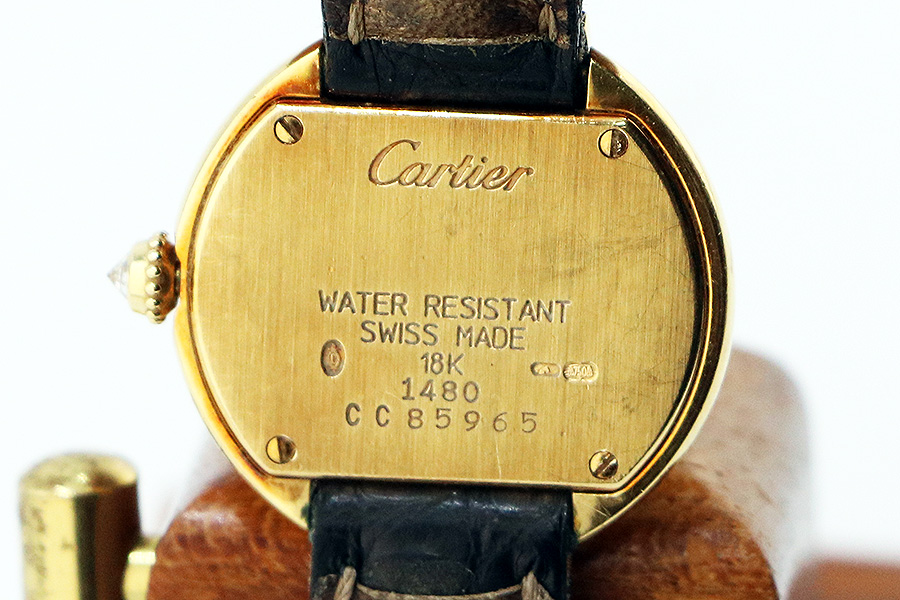 Cartier
WATER RESISTANT
SWISS MADE
18K
1480
CC85965